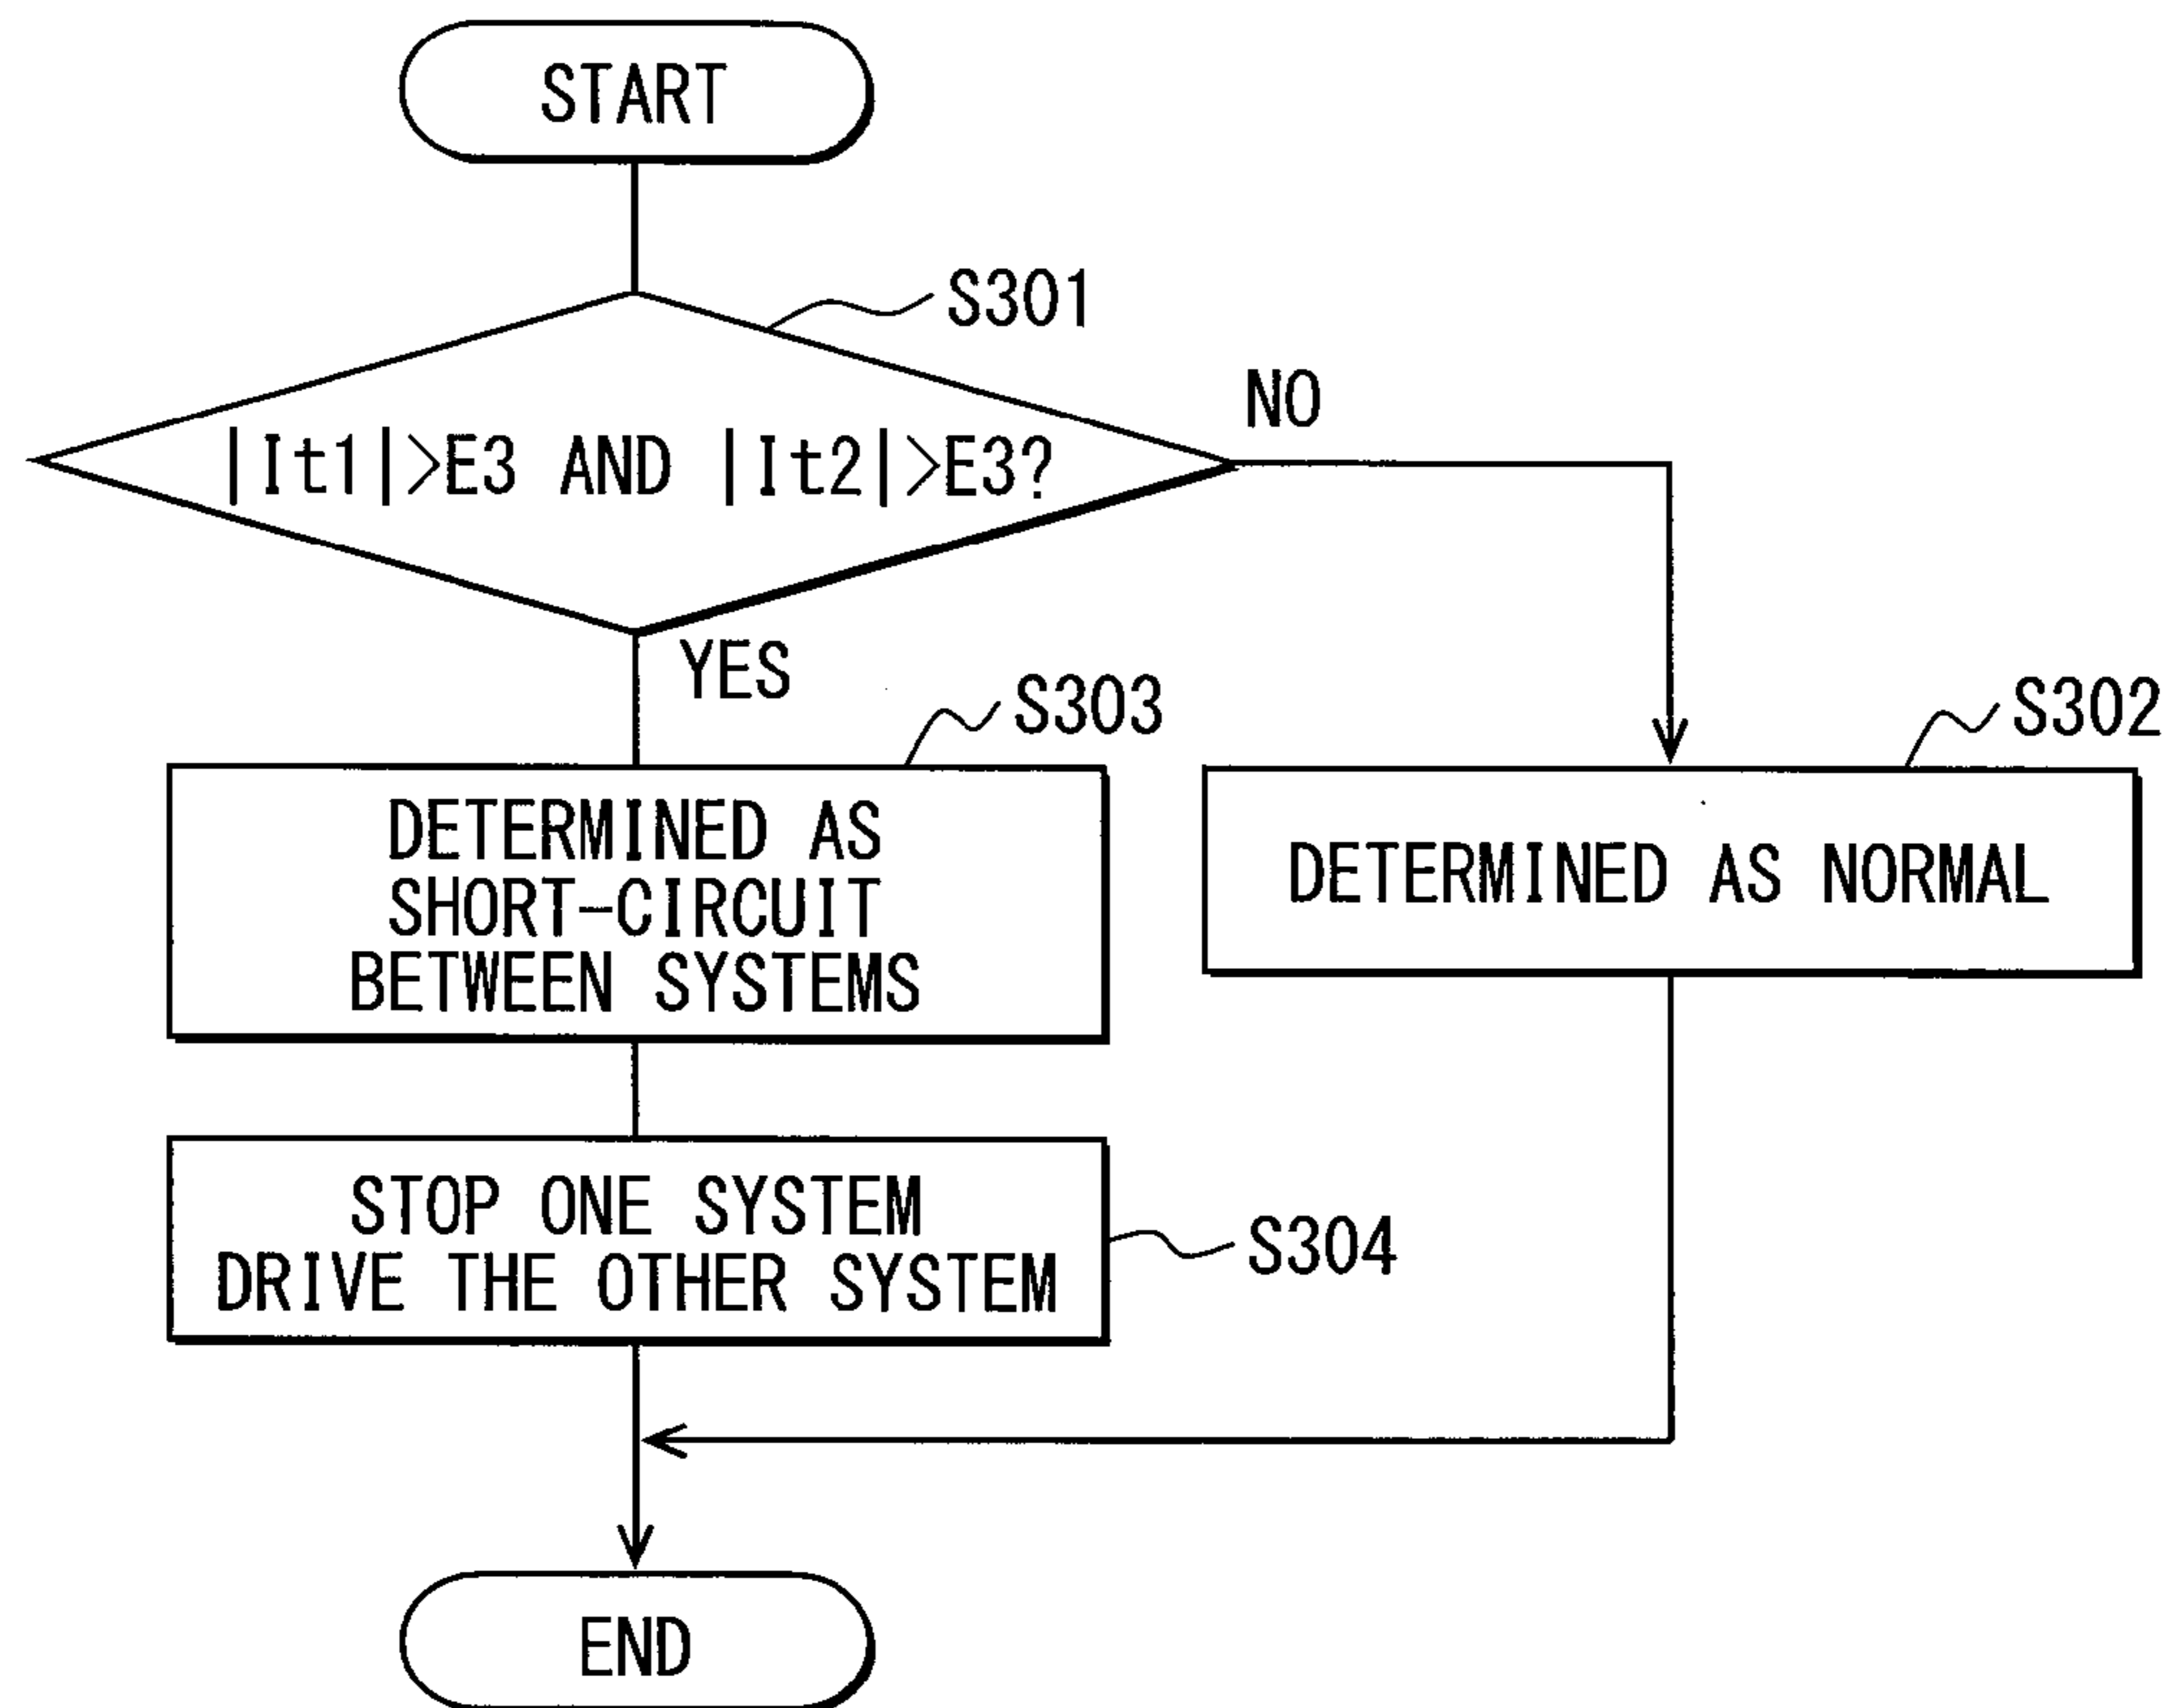 START
S301
|It1|>E3 AND |It2|>E3?
NO
YES
S303
DETERMINED AS
SHORT-CIRCUIT
BETWEEN SYSTEMS
S302
DETERMINED AS NORMAL
STOP ONE SYSTEM
DRIVE THE OTHER SYSTEM
S304
END